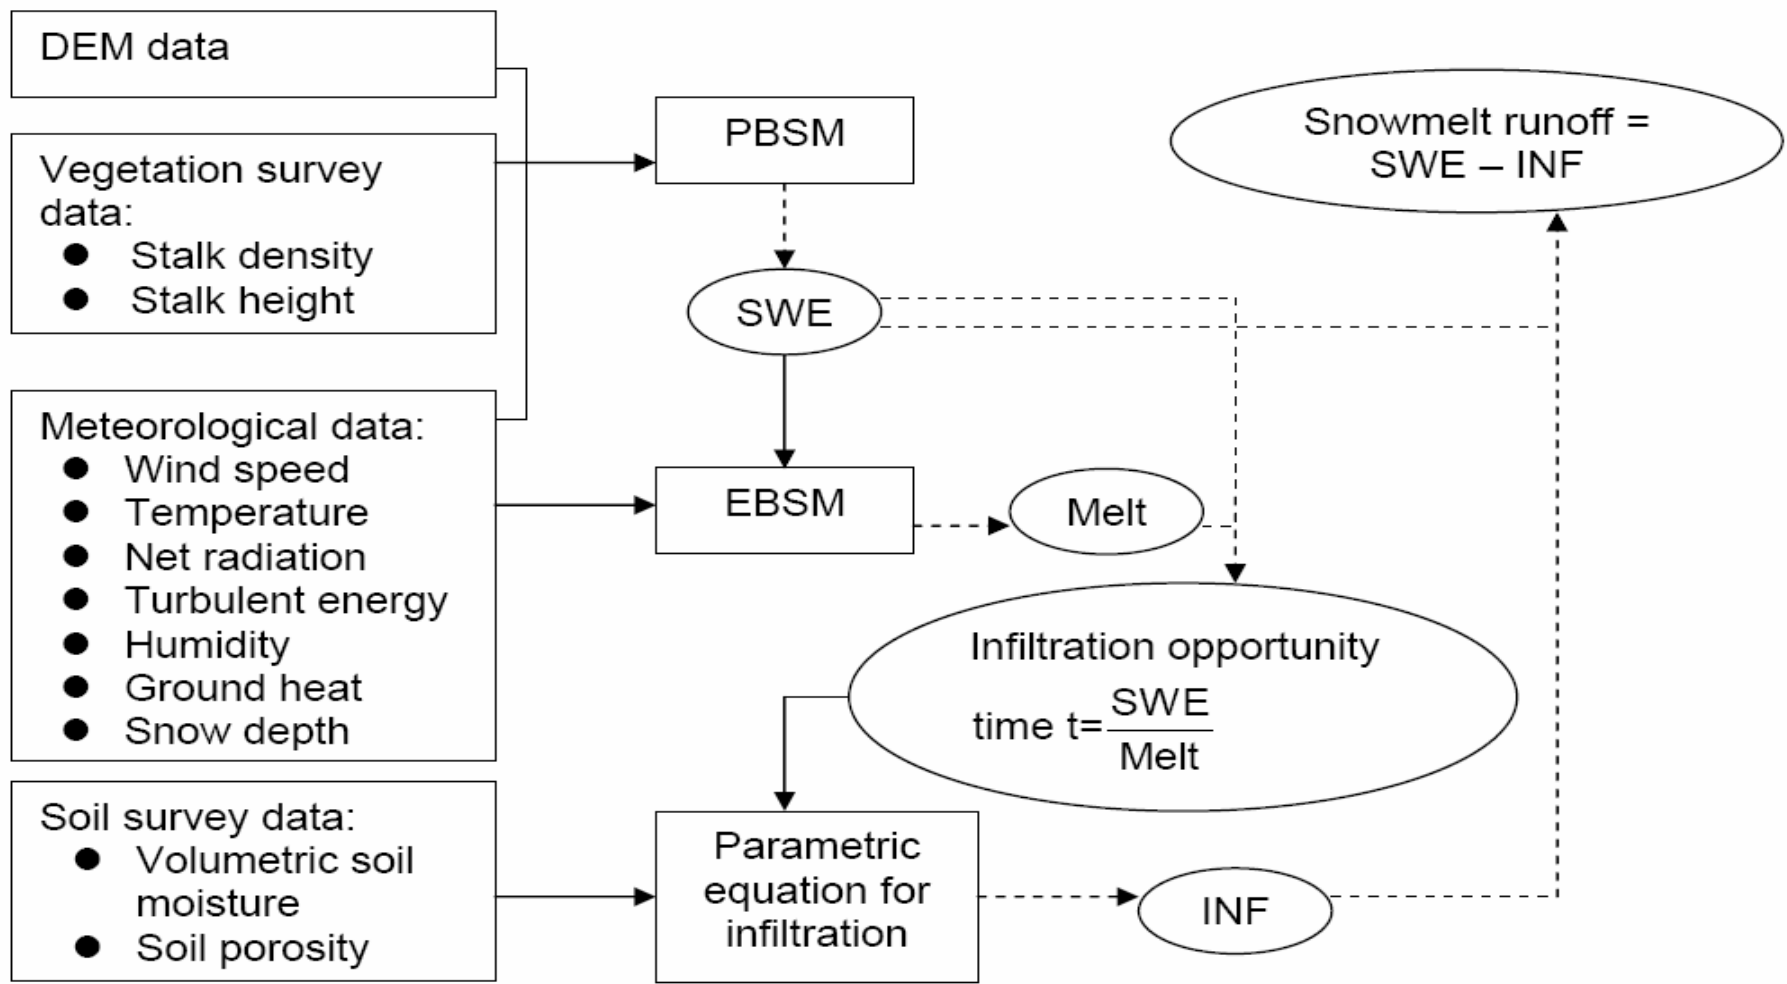 DEM data
Vegetation survey
data:
● Stalk density
● Stalk height
Meteorological data:
● Wind speed
● Temperature
● Net radiation
● Turbulent energy
● Humidity
● Ground heat
● Snow depth
Soil survey data:
● Volumetric soil
moisture
● Soil porosity
PBSM
SWE
EBSM
Melt
Infiltration opportunity
time t=SWE
Melt
Parametric
equation for
infiltration
INF
Snowmelt runoff =
SWE – INF